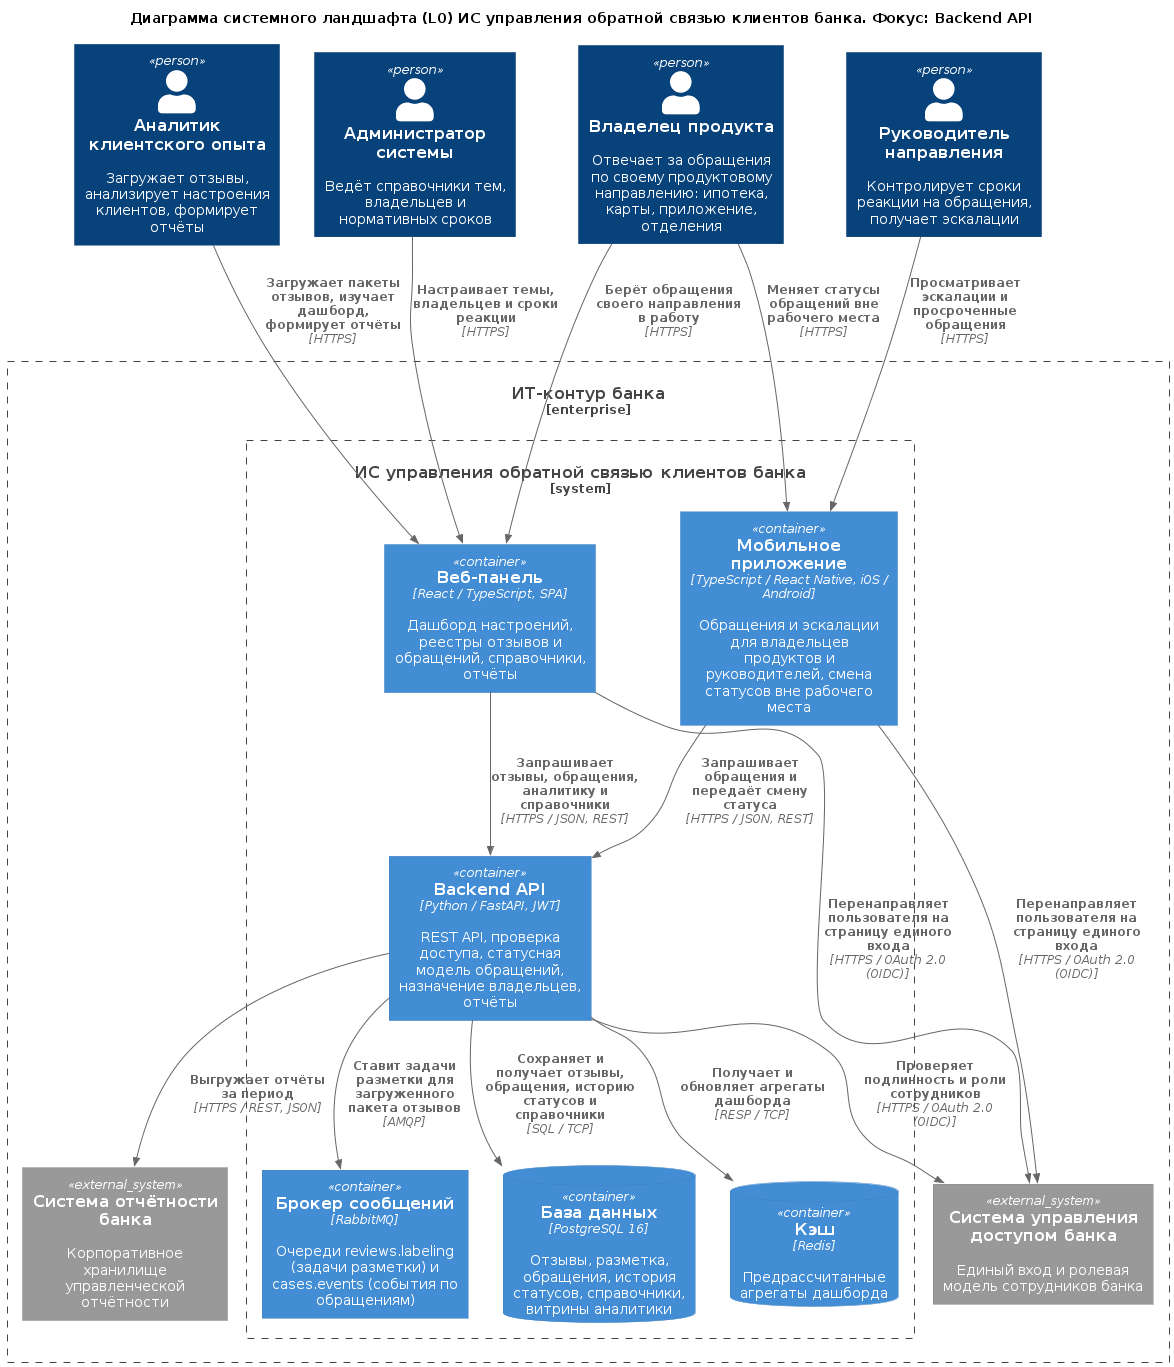 Диаграмма системного ландшафта (L0) ИС управления обратной связью клиентов банка. Фокус: Backend API
«person»
Аналитик
клиентского опыта
Загружает отзывы,
анализирует настроения
клиентов, формирует
отчёты
«person»
Администратор
системы
Ведёт справочники тем,
владельцев и
нормативных сроков
«person»
Владелец продукта
Отвечает за обращения
по своему продуктовому
направлению: ипотека,
карты, приложение,
отделения
«person»
Руководитель
направления
Контролирует сроки
реакции на обращения,
получает эскалации
Загружает пакеты
отзывов, изучает
дашборд,
формирует отчёты
[HTTPS]
Настраивает темы,
владельцев и сроки
реакции
[HTTPS]
Берёт обращения
своего направления
в работу
[HTTPS]
Меняет статусы
обращений вне
рабочего места
[HTTPS]
Просматривает
эскалации и
просроченные
обращения
[HTTPS]
ИТ-контур банка
[enterprise]
ИС управления обратной связью клиентов банка
[system]
«container»
Веб-панель
[React / TypeScript, SPA]
Дашборд настроений,
реестры отзывов и
обращений, справочники,
отчёты
«container»
Мобильное
приложение
[TypeScript / React Native, iOS /
Android]
Обращения и эскалации
для владельцев
продуктов и
руководителей, смена
статусов вне рабочего
места
Запрашивает
отзывы, обращения,
аналитику и
справочники
[HTTPS / JSON, REST]
Запрашивает
обращения и
передаёт смену
статуса
[HTTPS / JSON, REST]
«container»
Backend API
[Python / FastAPI, JWT]
REST API, проверка
доступа, статусная
модель обращений,
назначение владельцев,
отчёты
Перенаправляет
пользователя на
страницу единого
входа
[HTTPS / OAuth 2.0
(OIDC)]
Перенаправляет
пользователя на
страницу единого
входа
[HTTPS / OAuth 2.0
(OIDC)]
Выгружает отчёты
за период
[HTTPS / REST, JSON]
Ставит задачи
разметки для
загруженного
пакета отзывов
[AMQP]
Сохраняет и
получает отзывы,
обращения, историю
статусов и
справочники
[SQL / TCP]
Получает и
обновляет агрегаты
дашборда
[RESP / TCP]
Проверяет
подлинность и роли
сотрудников
[HTTPS / OAuth 2.0
(OIDC)]
«external_system»
Система отчётности
банка
Корпоративное
хранилище
управленческой
отчётности
«container»
Брокер сообщений
[RabbitMQ]
Очереди reviews.labeling
(задачи разметки) и
cases.events (события по
обращениям)
«container»
База данных
[PostgreSQL 16]
Отзывы, разметка,
обращения, история
статусов, справочники,
витрины аналитики
«container»
Кэш
[Redis]
Предрассчитанные
агрегаты дашборда
«external_system»
Система управления
доступом банка
Единый вход и ролевая
модель сотрудников банка